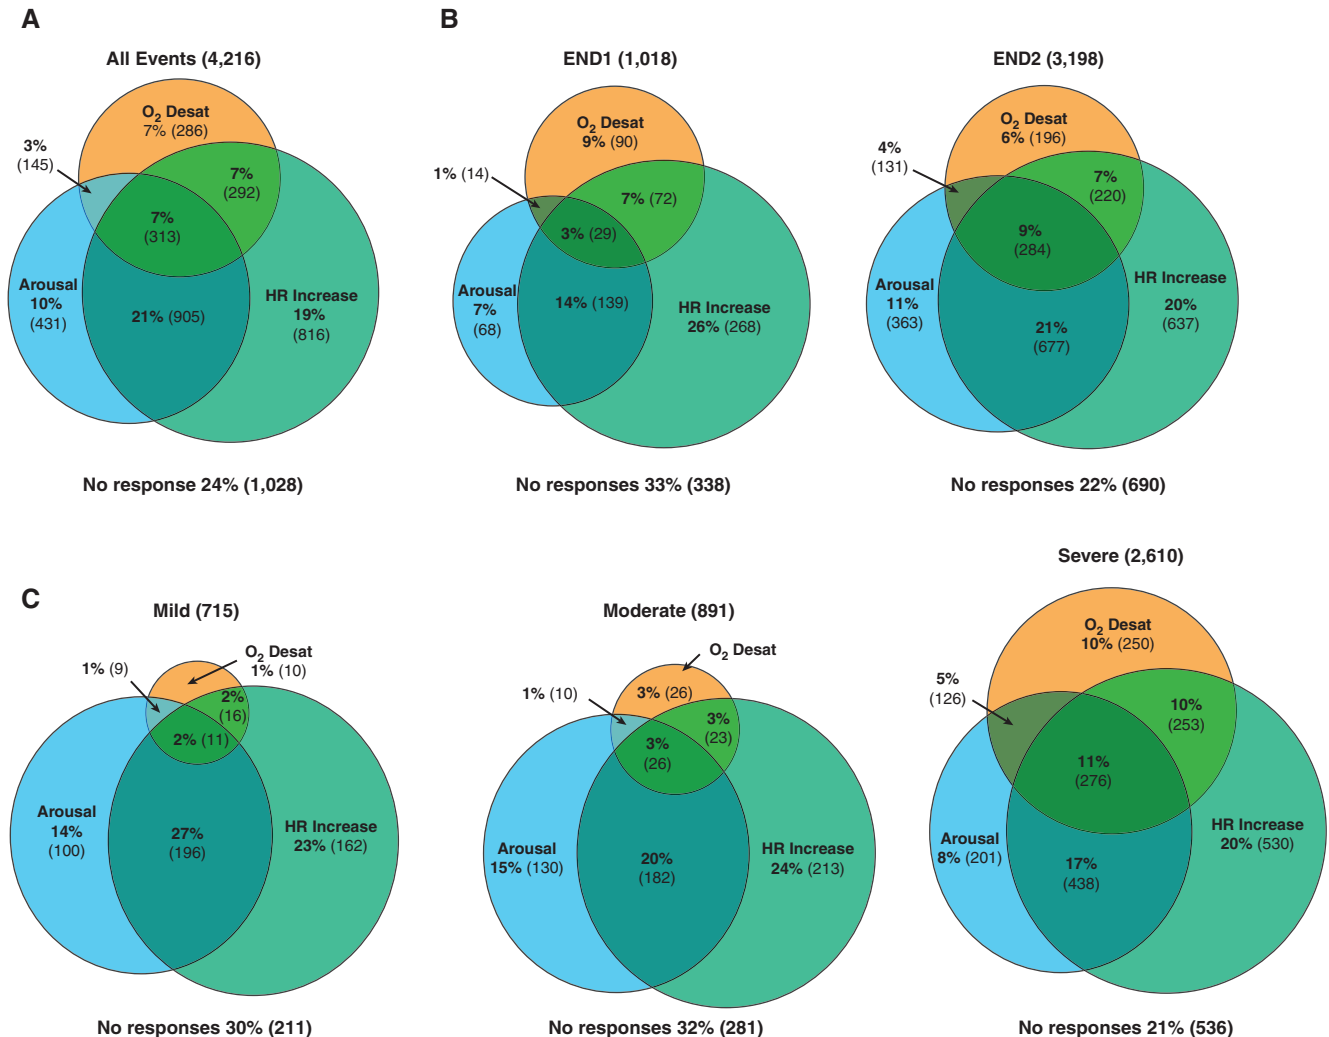 A
All Events (4,216)
O2 Desat
7% (286)
3%
(145)
7%
(292)
7%
(313)
Arousal
10%
(431)
21% (905)
HR Increase
19%
(816)
No response 24% (1,028)
B
END1 (1,018)
O2 Desat
9% (90)
1% (14)
7% (72)
3% (29)
Arousal
7%
(68)
14% (139)
HR Increase
26% (268)
No responses 33% (338)
END2 (3,198)
O2 Desat
6% (196)
4%
(131)
7%
(220)
9%
(284)
Arousal
11%
(363)
21%
(677)
HR Increase
20%
(637)
No responses 22% (690)
C
Mild (715)
O2 Desat
1% (10)
1% (9)
2%
(16)
2% (11)
Arousal
14%
(100)
27%
(196)
HR Increase
23% (162)
No responses 30% (211)
Moderate (891)
O2 Desat
1% (10)
3% (26)
3%
(23)
3%
(26)
Arousal
15% (130)
20%
(182)
HR Increase
24% (213)
No responses 32% (281)
Severe (2,610)
O2 Desat
10% (250)
5%
(126)
10%
(253)
11%
(276)
Arousal
8% (201)
17%
(438)
HR Increase
20% (530)
No responses 21% (536)